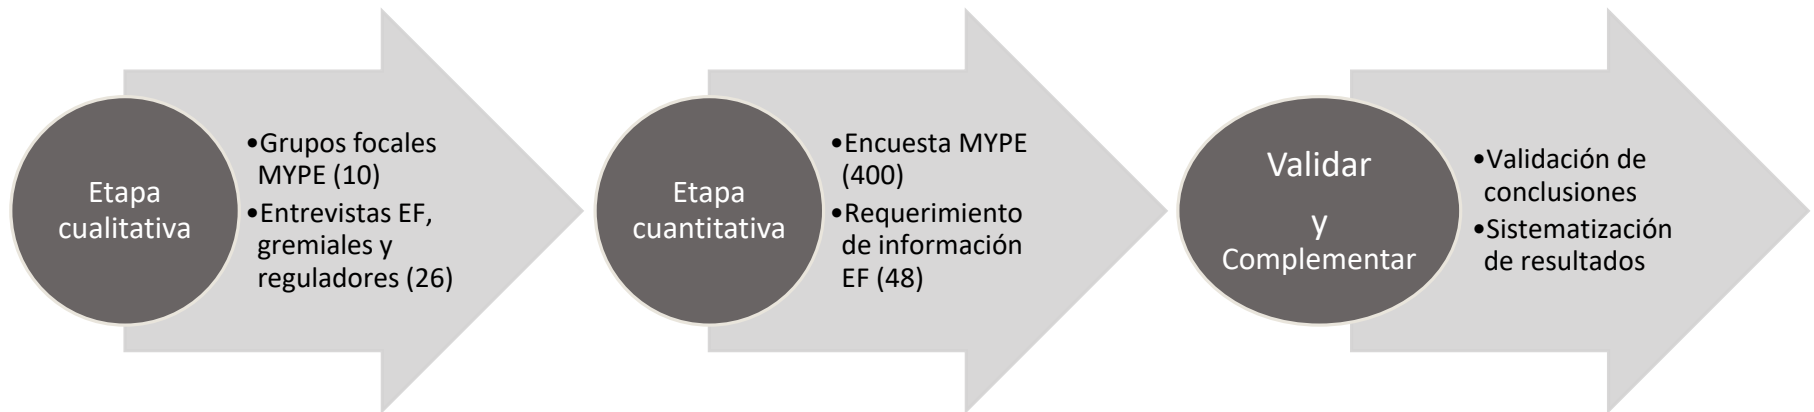 Etapa
cualitativa
•Grupos focales
MYPE (10)
•Entrevistas EF,
gremiales y
reguladores (26)
Etapa
cuantitativa
•Encuesta MYPE
(400)
•Requerimiento
de información
EF (48)
Validar
y
Complementar
•Validación de
conclusiones
•Sistematización
de resultados